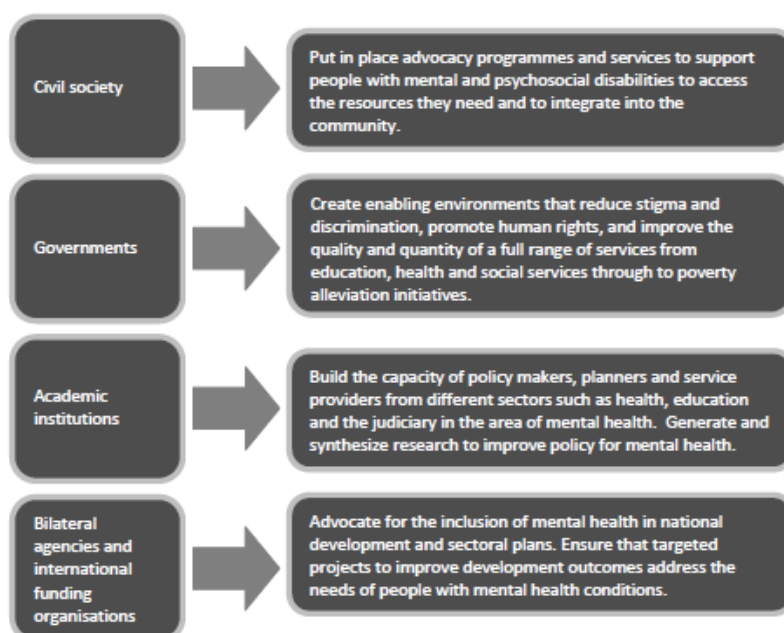 Civil society
Put in place advocacy programmes and services to support
people with mental and psychosocial disabilities to access
the resources they need and to integrate into the
community.
Governments
Create enabling environments that reduce stigma and
discrimination, promote human rights, and improve the
quality and quantity of a full range of services from
education, health and social services through to poverty
alleviation initiatives.
Academic
institutions
Build the capacity of policy makers, planners and service
providers from different sectors such as health, education
and the judiciary in the area of mental health.  Generate and
synthesize research to improve policy for mental health.
Bilateral
agencies and
international
funding
organisations
Advocate for the inclusion of mental health in national
development and sectoral plans. Ensure that targeted
projects to improve development outcomes address the
needs of people with mental health conditions.